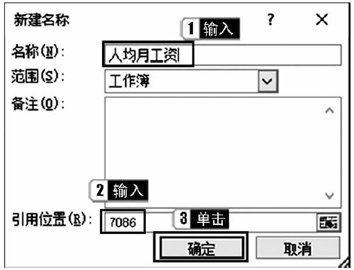 新建名称 ? ×
1 输入
名称(N): 人均月工资
范围(S): 工作簿
备注(O):
2 输入
引用位置(R): 7086
3 单击
确定 取消